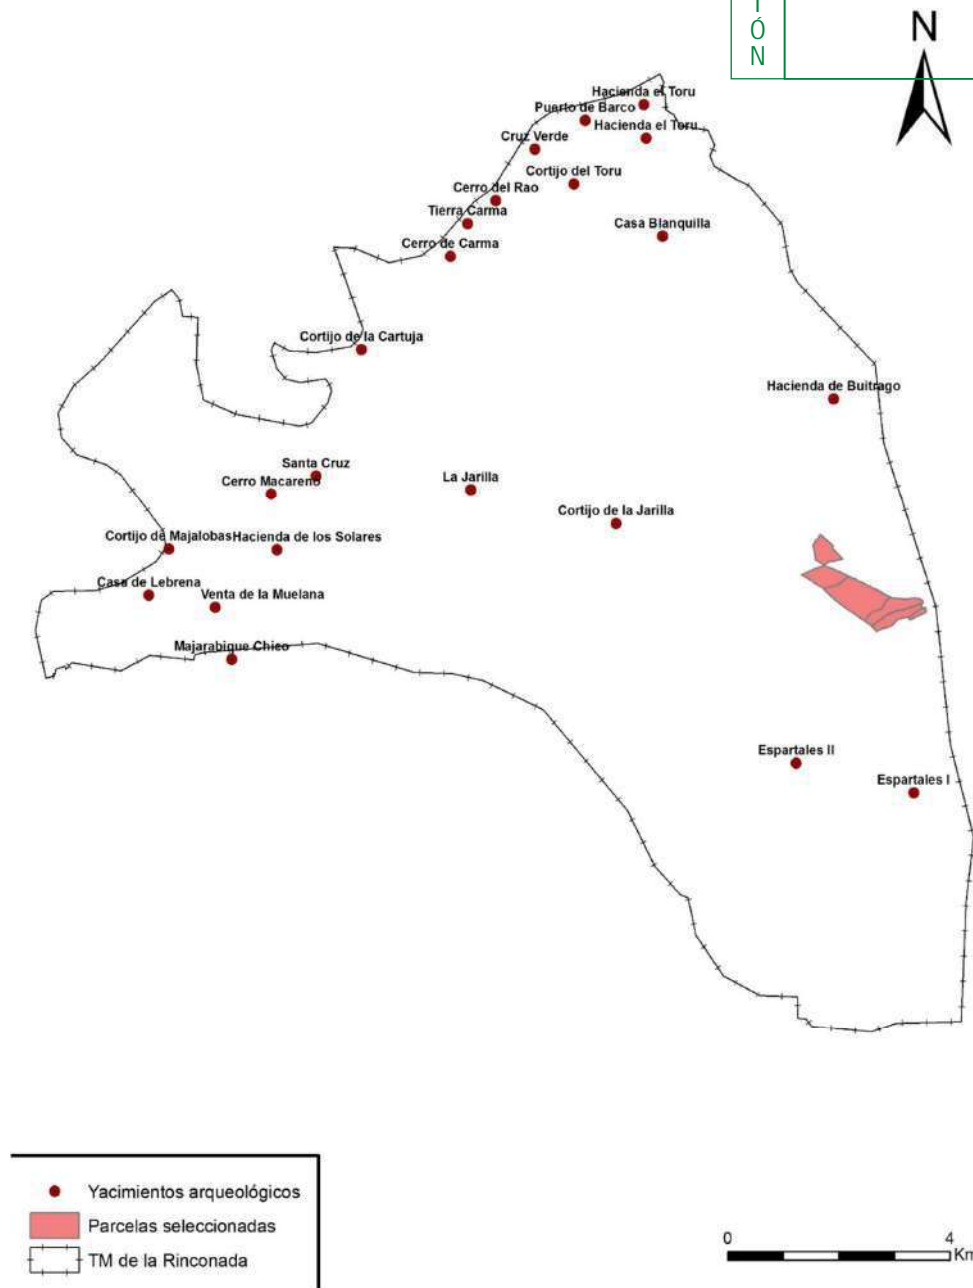 I
Ó
N
N
Hacienda el Toru
Puerto de Barco
Hacienda el Toru
Cruz Verde
Cortijo del Toru
Cerro del Rao
Tierra Carma
Casa Blanquilla
Cerro de Carma
Cortijo de la Cartuja
Hacienda de Buitrago
Santa Cruz
Cerro Macareno
La Jarilla
Cortijo de la Jarilla
Cortijo de Majalobas
Hacienda de los Solares
Casa de Lebrena
Venta de la Muelana
Majarabique Chico
Espartales II
Espartales I
Yacimientos arqueológicos
Parcelas seleccionadas
TM de la Rinconada
0 4
Km